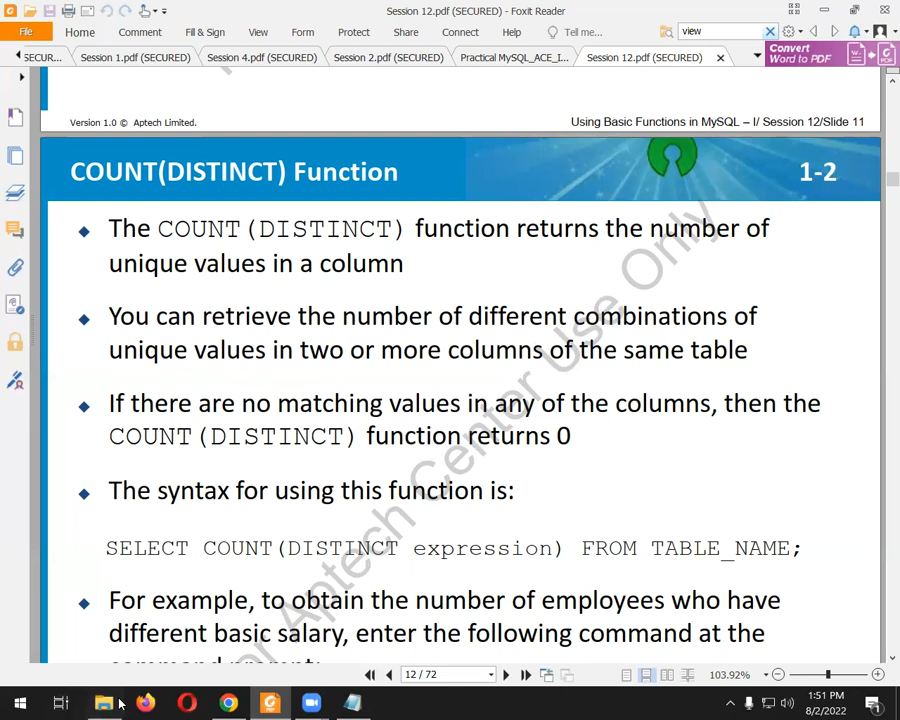 Session 12.pdf (SECURED) - Foxit Reader
File Home Comment Fill & Sign View Form Protect Share Connect Help Tell me... view
SECUR... Session 1.pdf (SECURED) Session 4.pdf (SECURED) Session 2.pdf (SECURED) Practical MySQL_ACE_I... Session 12.pdf (SECURED) Convert Word to PDF
Version 1.0 © Aptech Limited. Using Basic Functions in MySQL – I/ Session 12/Slide 11
COUNT(DISTINCT) Function 1-2
The COUNT(DISTINCT) function returns the number of
unique values in a column
You can retrieve the number of different combinations of
unique values in two or more columns of the same table
If there are no matching values in any of the columns, then the
COUNT(DISTINCT) function returns 0
The syntax for using this function is:
SELECT COUNT(DISTINCT expression) FROM TABLE_NAME;
For example, to obtain the number of employees who have
different basic salary, enter the following command at the
command prompt:
For Aptech Center Use Only
12 / 72 103.92%
1:51 PM
8/2/2022